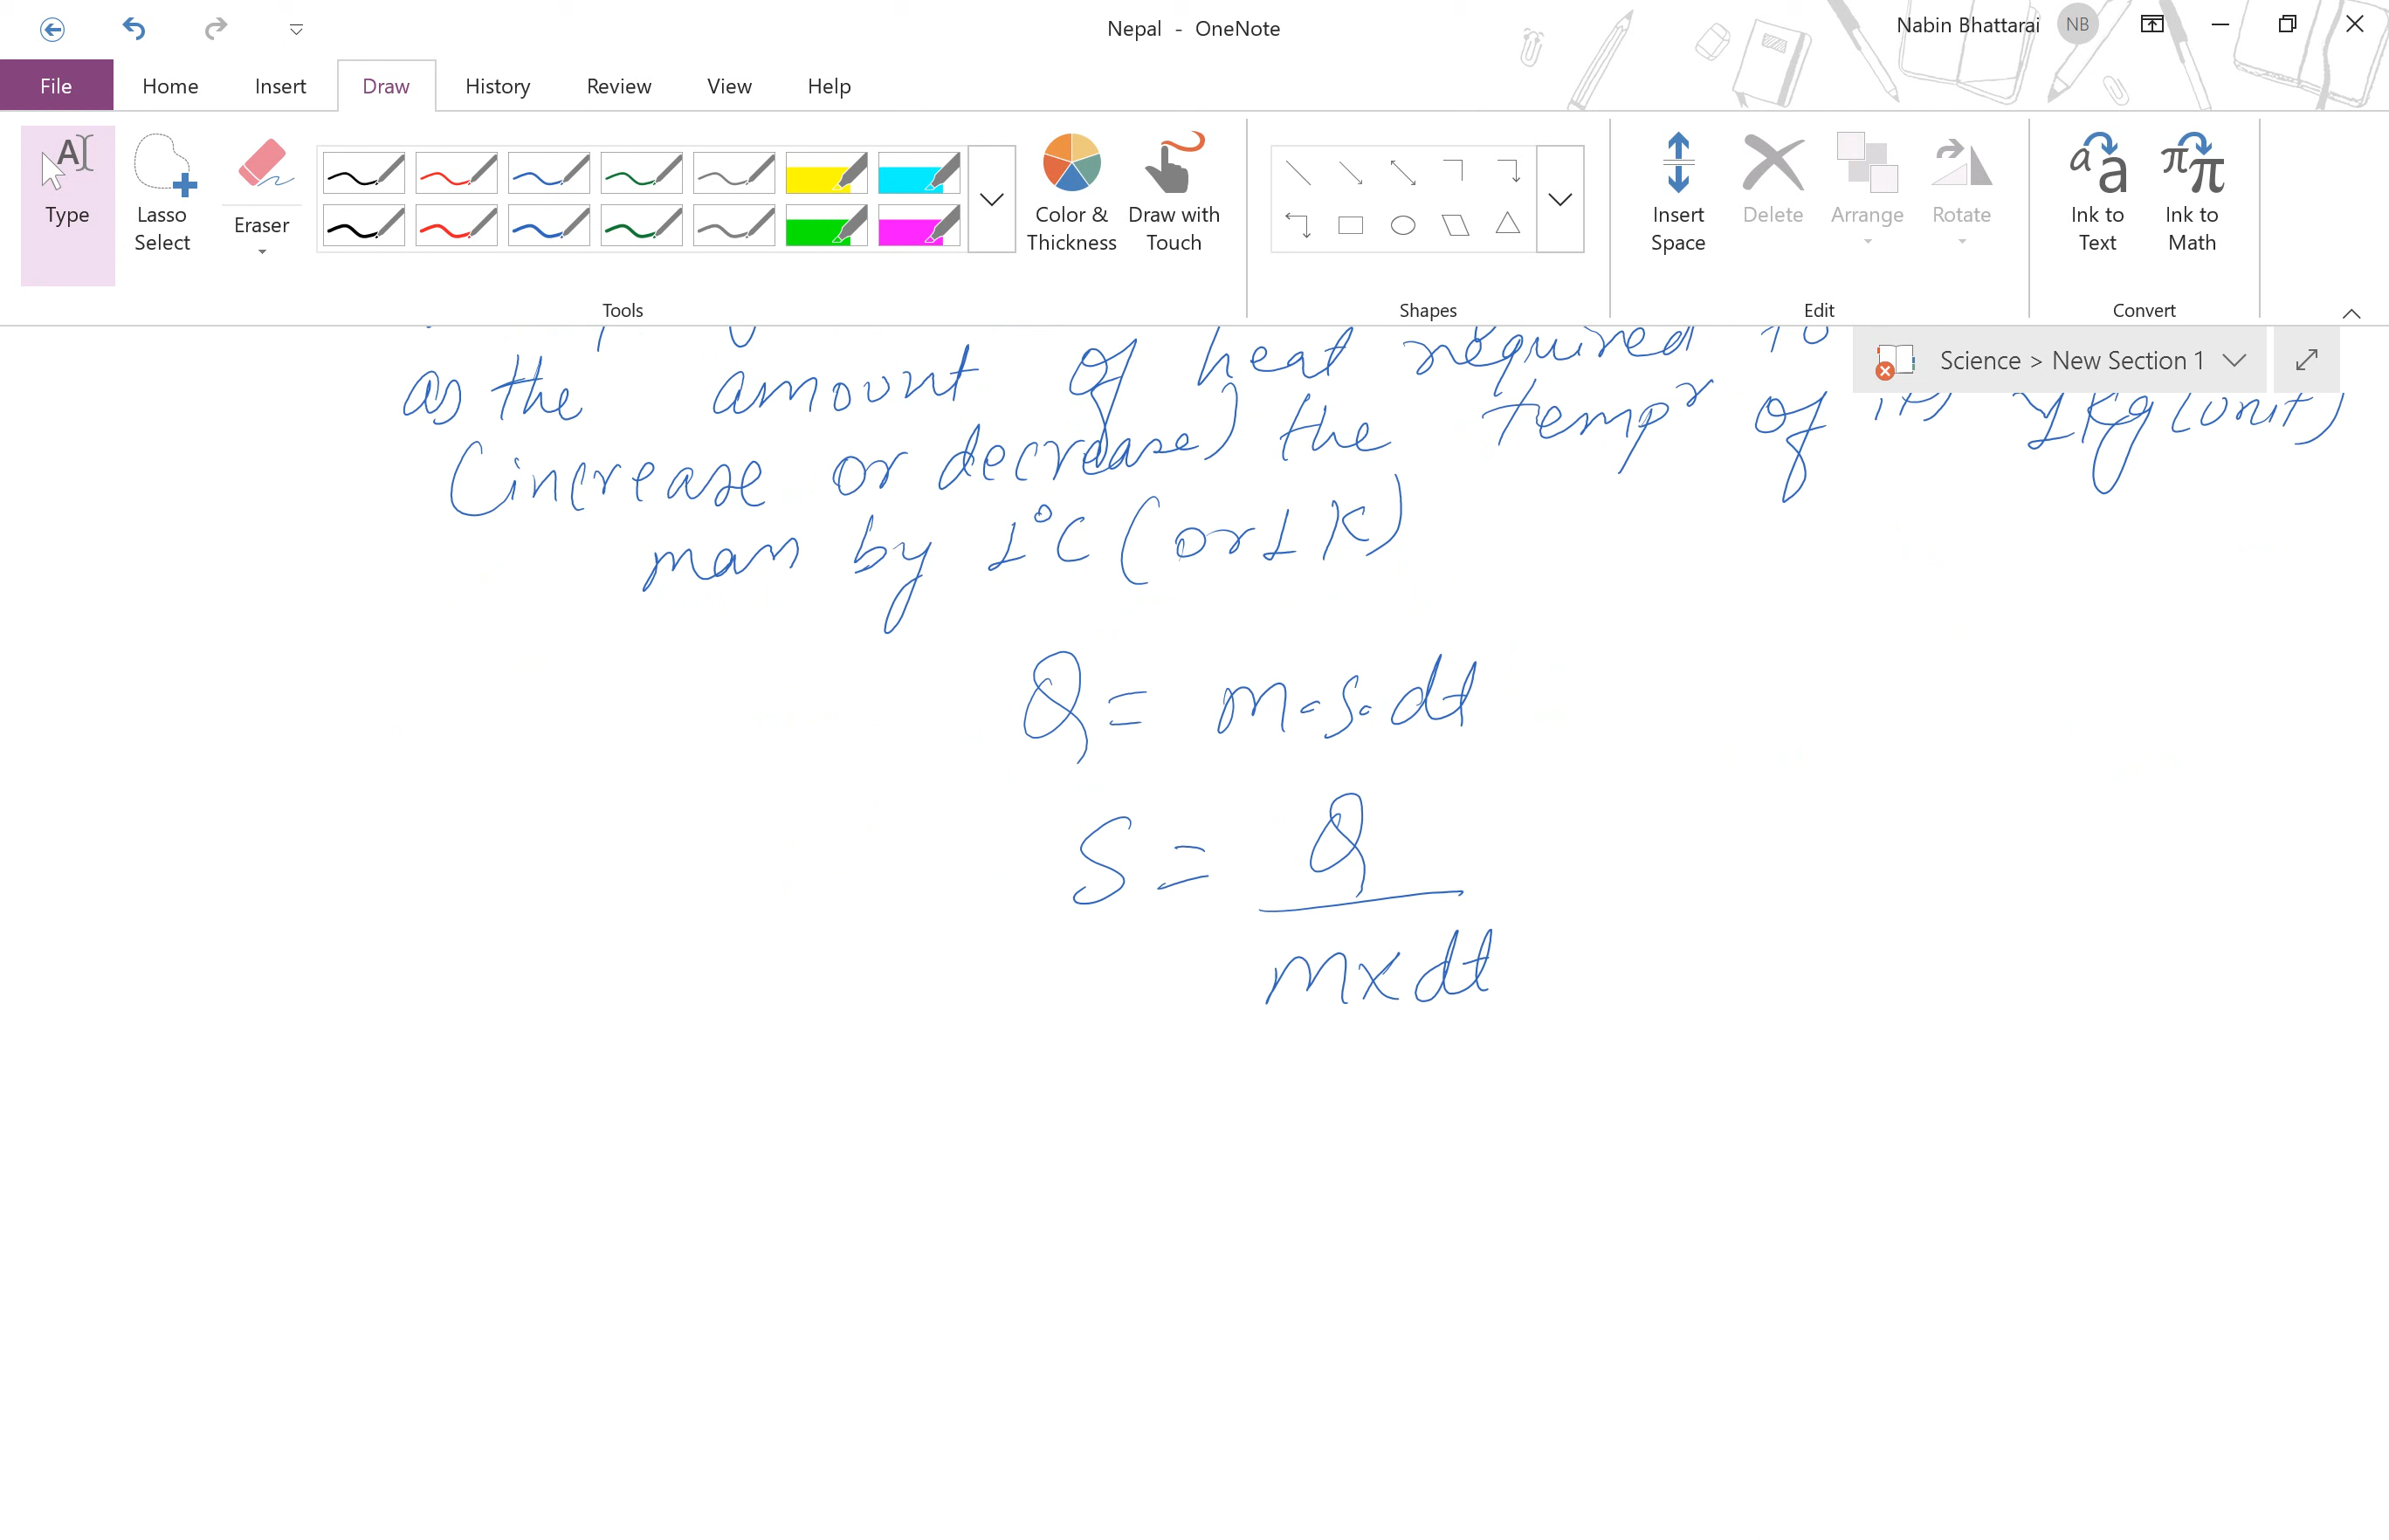 Nepal - OneNote
Nabin Bhattarai NB
File Home Insert Draw History Review View Help
Type
Lasso Select
Eraser
Color & Thickness
Draw with Touch
Insert Space
Delete
Arrange
Rotate
Ink to Text
Ink to Math
Tools Shapes Edit Convert
Science > New Section 1
as the amount of heat required to
(increase or decrease) the tempr of its 1kg (unit)
mass by 1°C (or 1 K)
Q = m·s·dt
S = Q
m×dt